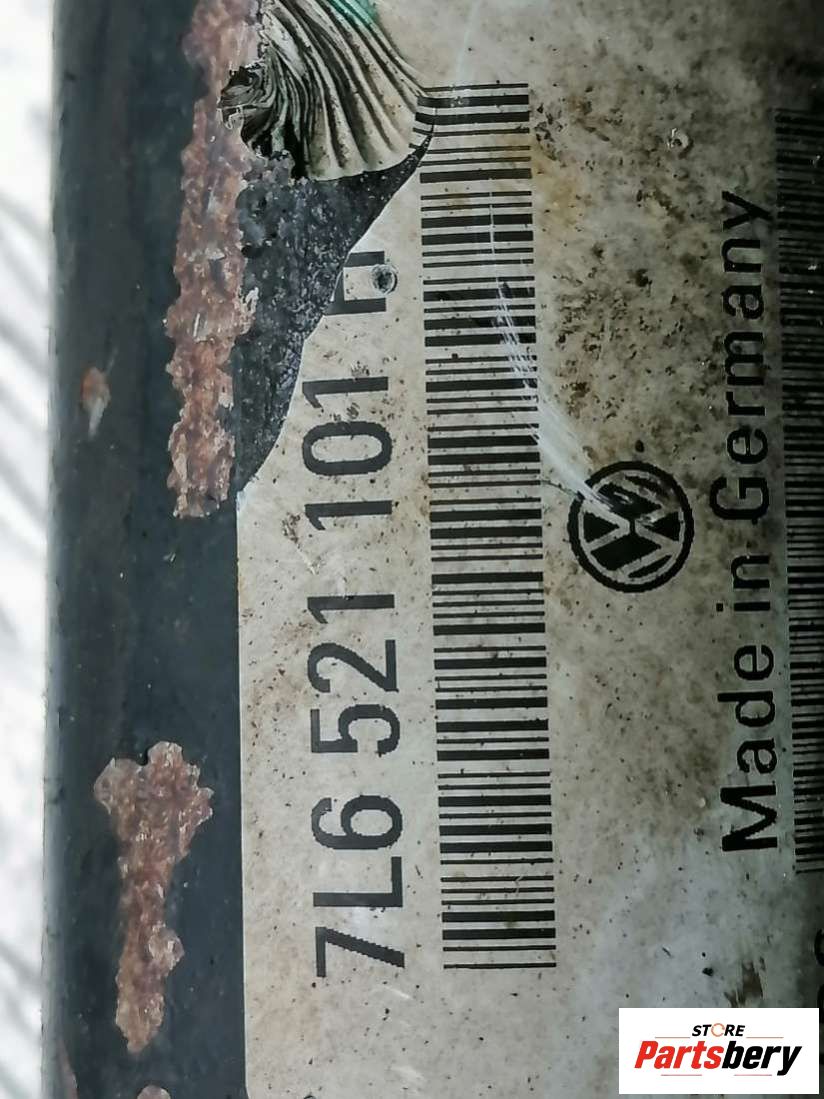 7L6 521 101
Made in Germany
STORE
Partsbery